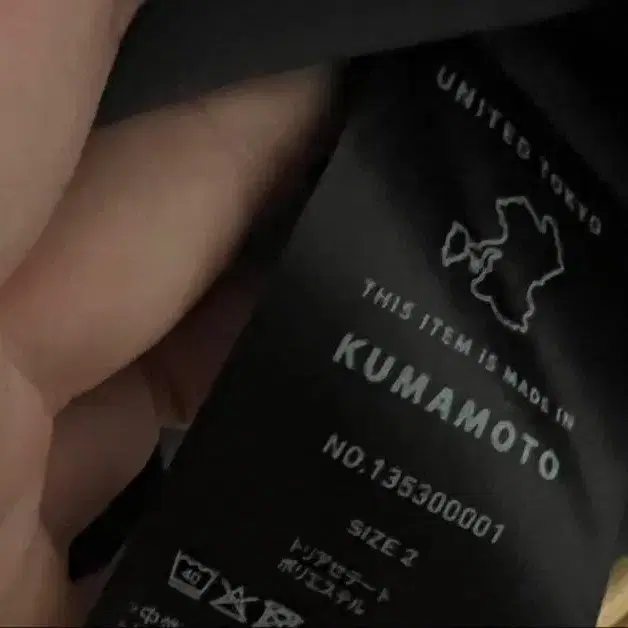 UNITED TOKYO
THIS ITEM IS MADE IN
KUMAMOTO
NO.135300001
SIZE 2
トリアセテート
ポリエステル
40